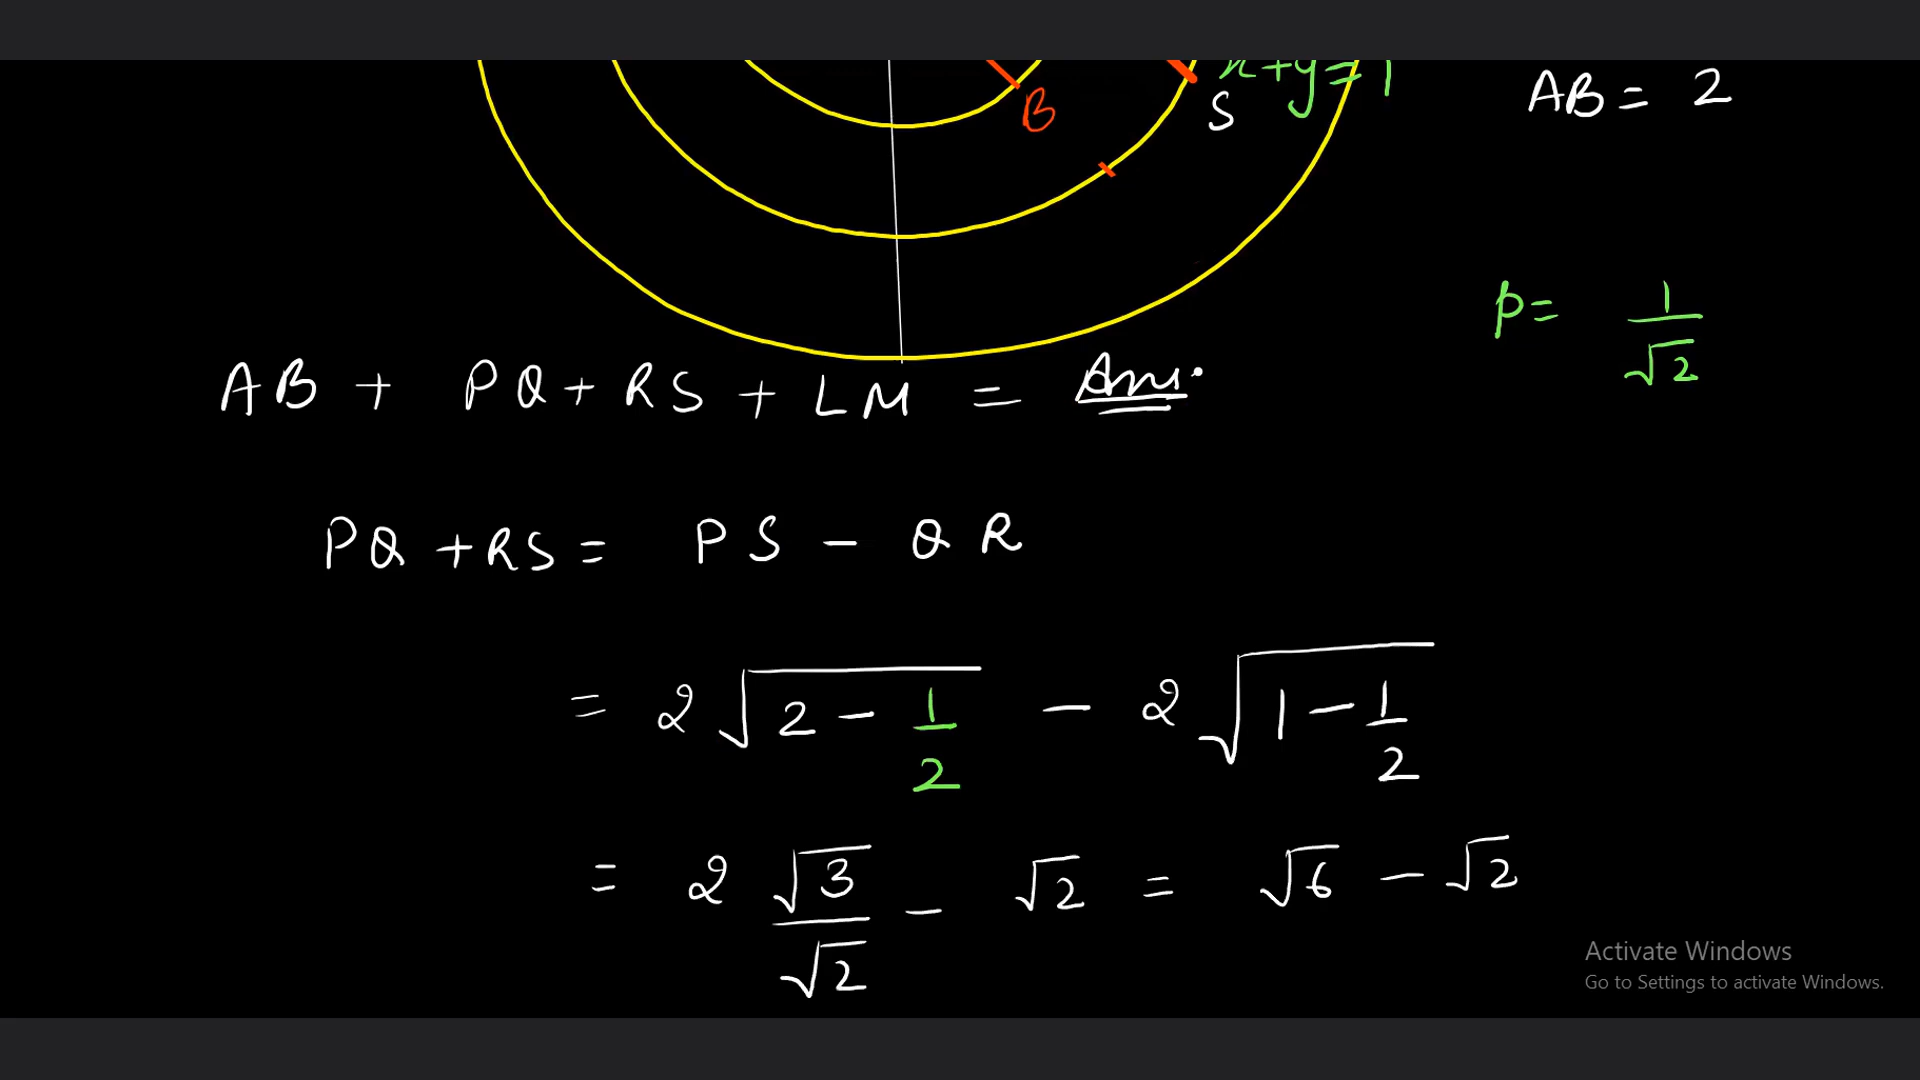 x+y=1
AB = 2
B
S
p = 1/√2
AB + PQ + RS + LM = Ans.
PQ + RS = PS - QR
= 2√(2 - 1/2) - 2√(1 - 1/2)
= 2 √3/√2 - √2 = √6 - √2
Activate Windows
Go to Settings to activate Windows.